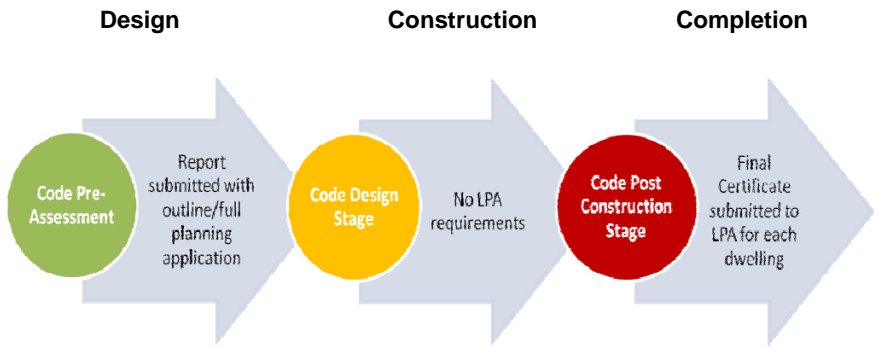 Design
Construction
Completion
Code Pre-
Assessment
Report
submitted with
outline/full
planning
application
Code Design
Stage
No LPA
requirements
Code Post
Construction
Stage
Final
Certificate
submitted to
LPA for each
dwelling